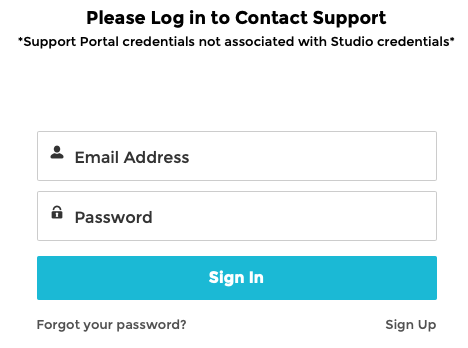 Please Log in to Contact Support
*Support Portal credentials not associated with Studio credentials*
Email Address
Password
Sign In
Forgot your password? Sign Up